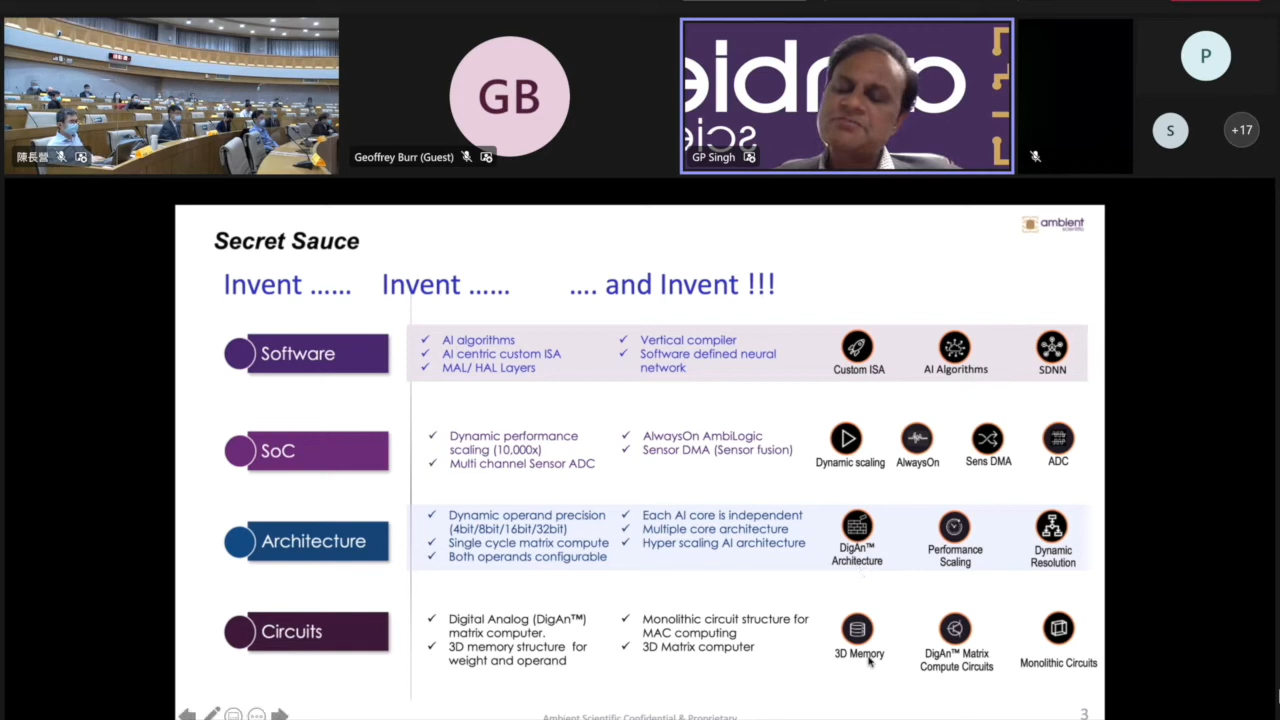 GB
ambient
scie
P
S
+17
陳長營
Geoffrey Burr (Guest)
GP Singh
Secret Sauce
ambient
scientific
Invent …… Invent …… …. and Invent !!!
Software
AI algorithms
AI centric custom ISA
MAL/ HAL Layers
Vertical compiler
Software defined neural
network
Custom ISA
AI Algorithms
SDNN
SoC
Dynamic performance
scaling (10,000x)
Multi channel Sensor ADC
AlwaysOn AmbiLogic
Sensor DMA (Sensor fusion)
Dynamic scaling
AlwaysOn
Sens DMA
ADC
Architecture
Dynamic operand precision
(4bit/8bit/16bit/32bit)
Single cycle matrix compute
Both operands configurable
Each AI core is independent
Multiple core architecture
Hyper scaling AI architecture
DigAn™
Architecture
Performance
Scaling
Dynamic
Resolution
Circuits
Digital Analog (DigAn™)
matrix computer.
3D memory structure for
weight and operand
Monolithic circuit structure for
MAC computing
3D Matrix computer
3D Memory
DigAn™ Matrix
Compute Circuits
Monolithic Circuits
Ambient Scientific Confidential & Proprietary
3